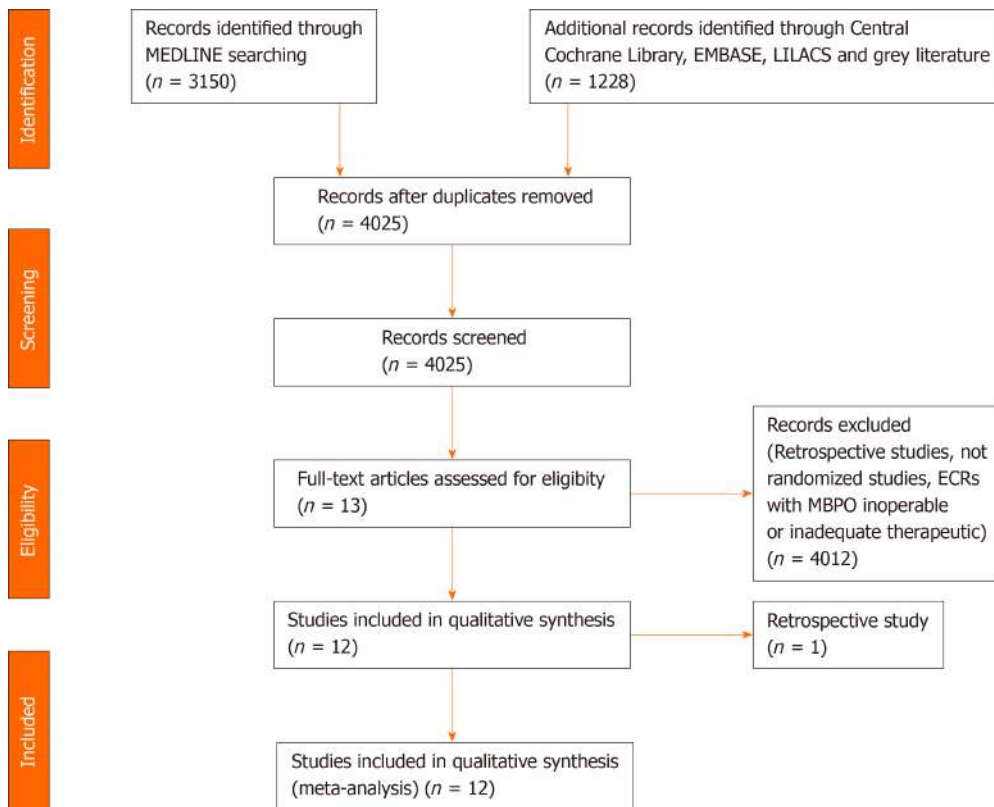 Identification
Records identified through
MEDLINE searching
(n = 3150)
Additional records identified through Central
Cochrane Library, EMBASE, LILACS and grey literature
n = 1228)
Records after duplicates removed
(n = 4025)
Screening
Records screened
(n = 4025)
Eligibility
Full-text articles assessed for eligibity
(n = 13)
Records excluded
(Retrospective studies, not
randomized studies, ECRs
with MBPO inoperable
or inadequate therapeutic)
(n = 4012)
Studies included in qualitative synthesis
(n = 12)
Retrospective study
(n = 1)
Included
Studies included in qualitative synthesis
(meta-analysis) (n = 12)